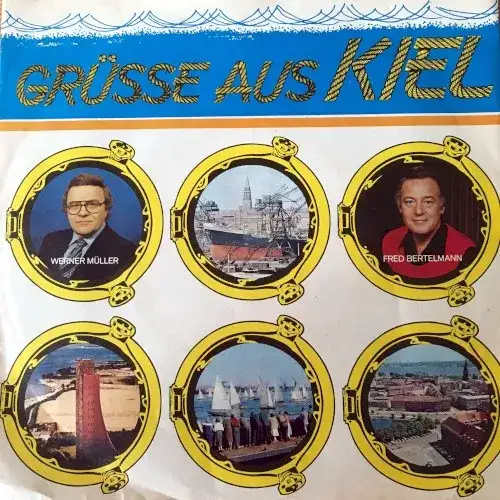 GRÜSSE AUS KIEL
WERNER MÜLLER
FRED BERTELMANN